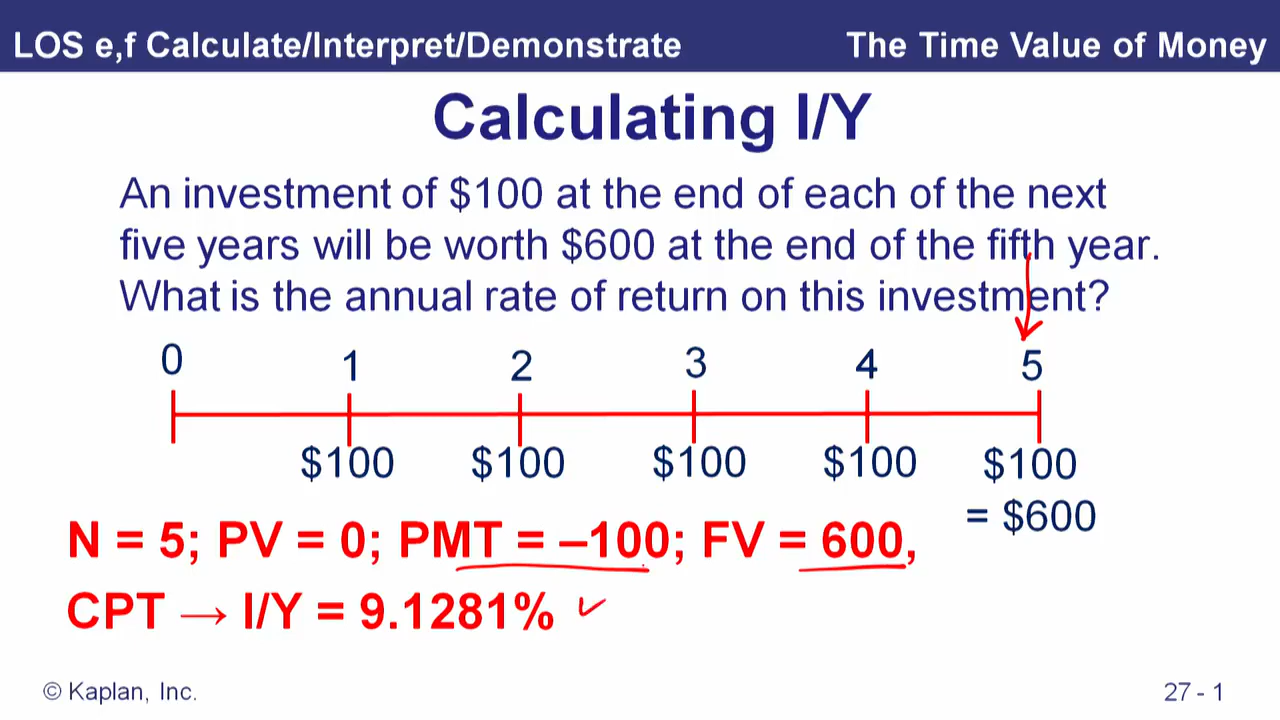 LOS e,f Calculate/Interpret/Demonstrate The Time Value of Money
Calculating I/Y
An investment of $100 at the end of each of the next
five years will be worth $600 at the end of the fifth year.
What is the annual rate of return on this investment?
0 1 2 3 4 5
$100 $100 $100 $100 $100
= $600
N = 5; PV = 0; PMT = –100; FV = 600,
CPT → I/Y = 9.1281%
© Kaplan, Inc. 27 - 1